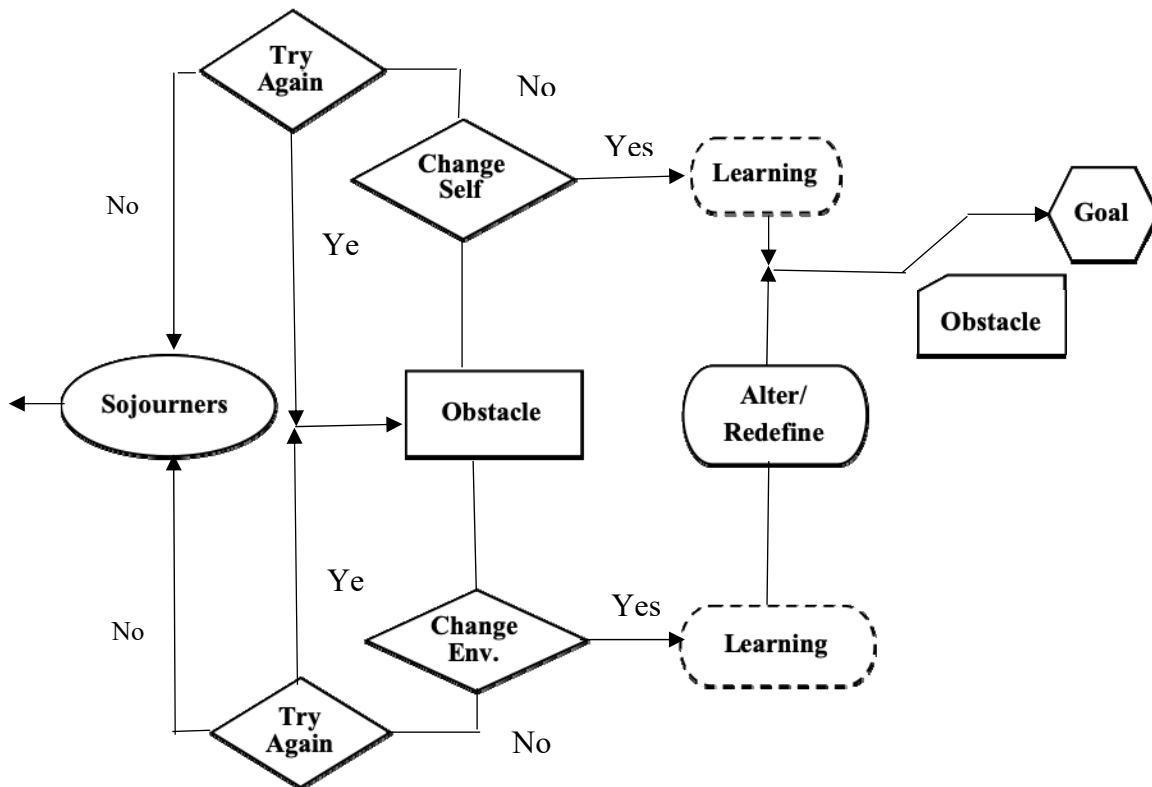 Try
Again
No
Change
Self
Yes
Learning
Goal
No
Ye
Obstacle
Sojourners
Obstacle
Alter/
Redefine
Ye
Yes
No
Change
Env.
Learning
Try
Again
No